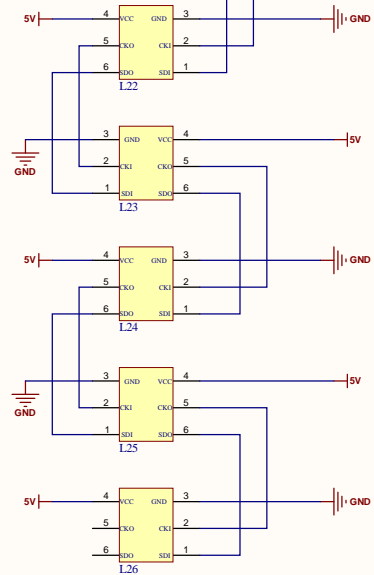 5V 4 VCC GND 3 GND
5 CKO CKI 2
6 SDO SDI 1
L22
3 GND VCC 4 5V
GND 2 CKI CKO 5
1 SDI SDO 6
L23
5V 4 VCC GND 3 GND
5 CKO CKI 2
6 SDO SDI 1
L24
3 GND VCC 4 5V
GND 2 CKI CKO 5
1 SDI SDO 6
L25
5V 4 VCC GND 3 GND
5 CKO CKI 2
6 SDO SDI 1
L26